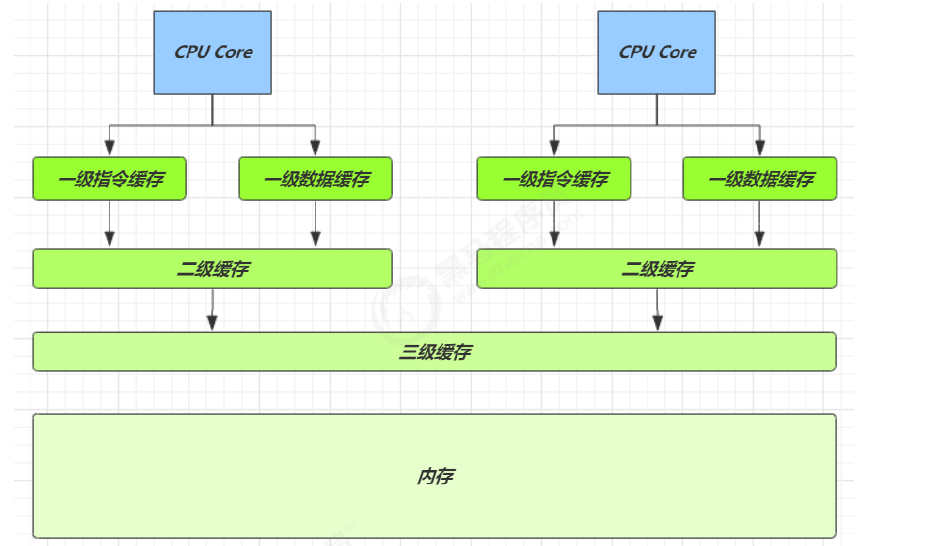 CPU Core
CPU Core
一级指令缓存
一级数据缓存
一级指令缓存
一级数据缓存
二级缓存
二级缓存
三级缓存
内存